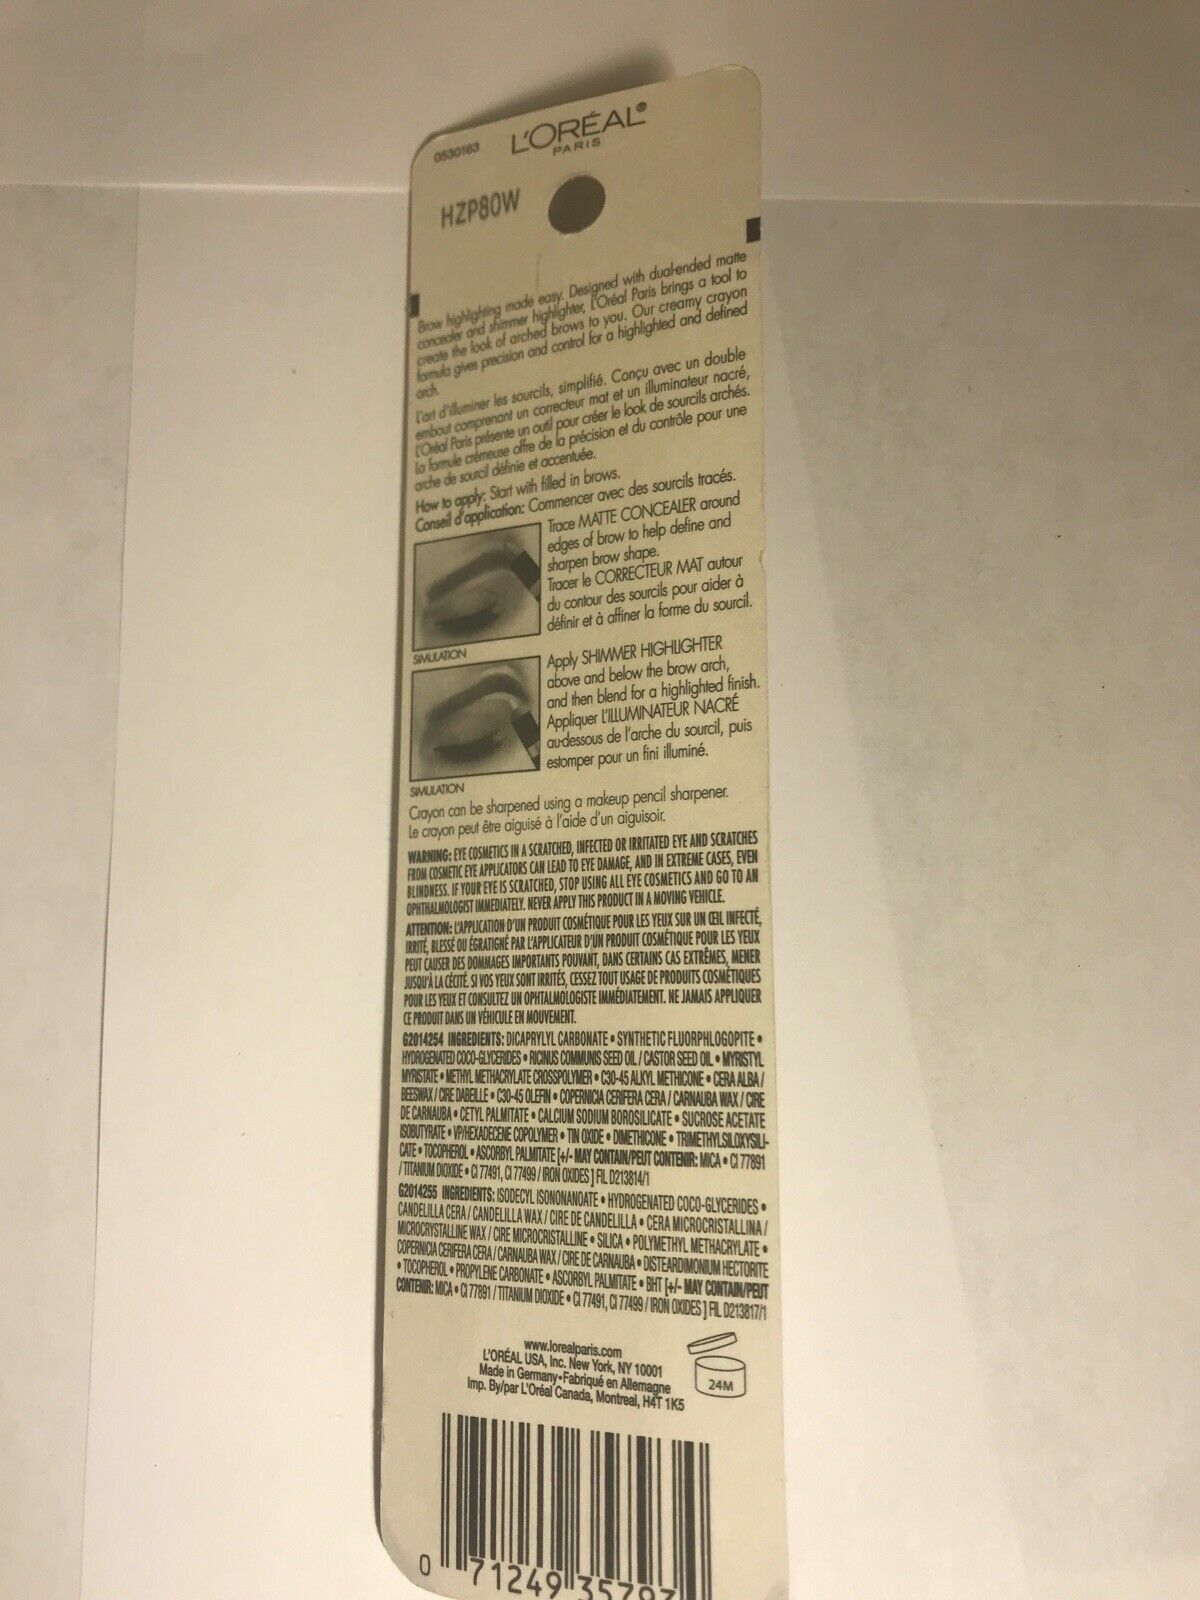 0530163
L'ORÉAL®
PARIS
HZP80W
Brow highlighting made easy. Designed with dual-ended matte
concealer and shimmer highlighter, L'Oréal Paris brings a tool to
create the look of arched brows to you. Our creamy crayon
formula gives precision and control for a highlighted and defined
arch.
L'art d'illuminer les sourcils, simplifié. Conçu avec un double
embout comprenant un correcteur mat et un illuminateur nacré,
L'Oréal Paris présente un outil pour créer le look de sourcils archés.
La formule crémeuse offre de la précision et du contrôle pour une
arche de sourcil définie et accentuée.
How to apply: Start with filled in brows.
Conseil d'application: Commencer avec des sourcils tracés.
Trace MATTE CONCEALER around
edges of brow to help define and
sharpen brow shape.
Tracer le CORRECTEUR MAT autour
du contour des sourcils pour aider à
définir et à affiner la forme du sourcil.
SIMULATION
Apply SHIMMER HIGHLIGHTER
above and below the brow arch,
and then blend for a highlighted finish.
Appliquer L'ILLUMINATEUR NACRÉ
au-dessous de l'arche du sourcil, puis
estomper pour un fini illuminé.
SIMULATION
Crayon can be sharpened using a makeup pencil sharpener.
Le crayon peut être aiguisé à l'aide d'un aiguisoir.
WARNING: EYE COSMETICS IN A SCRATCHED, INFECTED OR IRRITATED EYE AND SCRATCHES
FROM COSMETIC EYE APPLICATORS CAN LEAD TO EYE DAMAGE, AND IN EXTREME CASES, EVEN
BLINDNESS. IF YOUR EYE IS SCRATCHED, STOP USING ALL EYE COSMETICS AND GO TO AN
OPHTHALMOLOGIST IMMEDIATELY. NEVER APPLY THIS PRODUCT IN A MOVING VEHICLE.
ATTENTION: L'APPLICATION D'UN PRODUIT COSMÉTIQUE POUR LES YEUX SUR UN ŒIL INFECTÉ,
IRRITÉ, BLESSÉ OU ÉGRATIGNÉ PAR L'APPLICATEUR D'UN PRODUIT COSMÉTIQUE POUR LES YEUX
PEUT CAUSER DES DOMMAGES IMPORTANTS POUVANT, DANS CERTAINS CAS EXTRÊMES, MENER
JUSQU'À LA CÉCITÉ. SI VOS YEUX SONT IRRITÉS, CESSEZ TOUT USAGE DE PRODUITS COSMÉTIQUES
POUR LES YEUX ET CONSULTEZ UN OPHTALMOLOGISTE IMMÉDIATEMENT. NE JAMAIS APPLIQUER
CE PRODUIT DANS UN VÉHICULE EN MOUVEMENT.
G2014254 INGREDIENTS: DICAPRYLYL CARBONATE • SYNTHETIC FLUORPHLOGOPITE •
HYDROGENATED COCO-GLYCERIDES • RICINUS COMMUNIS SEED OIL / CASTOR SEED OIL • MYRISTYL
MYRISTATE • METHYL METHACRYLATE CROSSPOLYMER • C30-45 ALKYL METHICONE • CERA ALBA /
BEESWAX / CIRE DABEILLE • C30-45 OLEFIN • COPERNICIA CERIFERA CERA / CARNAUBA WAX / CIRE
DE CARNAUBA • CETYL PALMITATE • CALCIUM SODIUM BOROSILICATE • SUCROSE ACETATE
ISOBUTYRATE • VP/HEXADECENE COPOLYMER • TIN OXIDE • DIMETHICONE • TRIMETHYLSILOXYSILI-
CATE • TOCOPHEROL • ASCORBYL PALMITATE [+/- MAY CONTAIN/PEUT CONTENIR: MICA • CI 77891
/ TITANIUM DIOXIDE • CI 77491, CI 77499 / IRON OXIDES ] FIL D213814/1
G2014255 INGREDIENTS: ISODECYL ISONONANOATE • HYDROGENATED COCO-GLYCERIDES •
CANDELILLA CERA / CANDELILLA WAX / CIRE DE CANDELILLA • CERA MICROCRISTALLINA /
MICROCRYSTALLINE WAX / CIRE MICROCRISTALLINE • SILICA • POLYMETHYL METHACRYLATE •
COPERNICIA CERIFERA CERA / CARNAUBA WAX / CIRE DE CARNAUBA • DISTEARDIMONIUM HECTORITE
• TOCOPHEROL • PROPYLENE CARBONATE • ASCORBYL PALMITATE • BHT [+/- MAY CONTAIN/PEUT
CONTENIR: MICA • CI 77891 / TITANIUM DIOXIDE • CI 77491, CI 77499 / IRON OXIDES ] FIL D213817/1
www.lorealparis.com
L'ORÉAL USA, Inc. New York, NY 10001
Made in Germany•Fabriqué en Allemagne
Imp. By/par L'Oréal Canada, Montreal, H4T 1K5
24M
0 71249 35793